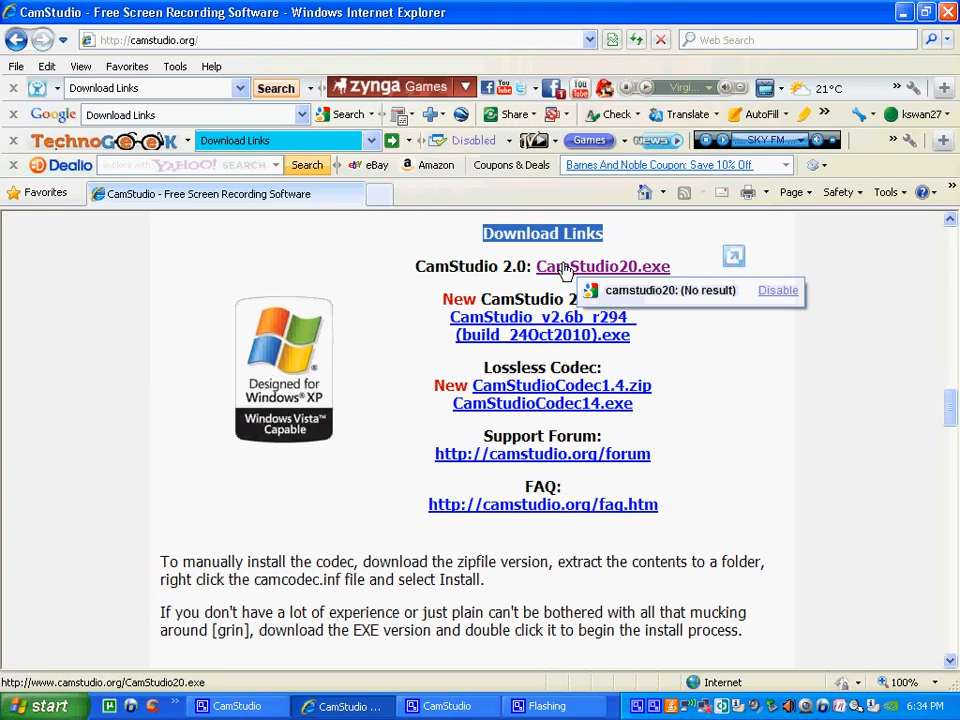 CamStudio - Free Screen Recording Software - Windows Internet Explorer
http://camstudio.org/
Web Search
File Edit View Favorites Tools Help
Download Links Search zynga Games You Tube 21°C
Google Download Links Search Share Check Translate AutoFill kswan27
TechnoGeeK Download Links Disabled Games NEWS SKY FM
Dealio explore with YAHOO! SEARCH Search eBay Amazon Coupons & Deals Barnes And Noble Coupon: Save 10% Off
Favorites CamStudio - Free Screen Recording Software Page Safety Tools
Download Links
CamStudio 2.0: CamStudio20.exe
camstudio20: (No result) Disable
New CamStudio 2
CamStudio_v2.6b_r294_
(build_24Oct2010).exe
Lossless Codec:
New CamStudioCodec1.4.zip
CamStudioCodec14.exe
Support Forum:
http://camstudio.org/forum
FAQ:
http://camstudio.org/faq.htm
Designed for
Windows® XP
Windows Vista™
Capable
To manually install the codec, download the zipfile version, extract the contents to a folder,
right click the camcodec.inf file and select Install.
If you don't have a lot of experience or just plain can't be bothered with all that mucking
around [grin], download the EXE version and double click it to begin the install process.
http://www.camstudio.org/CamStudio20.exe Internet 100%
start CamStudio CamStudio ... CamStudio Flashing 6:34 PM